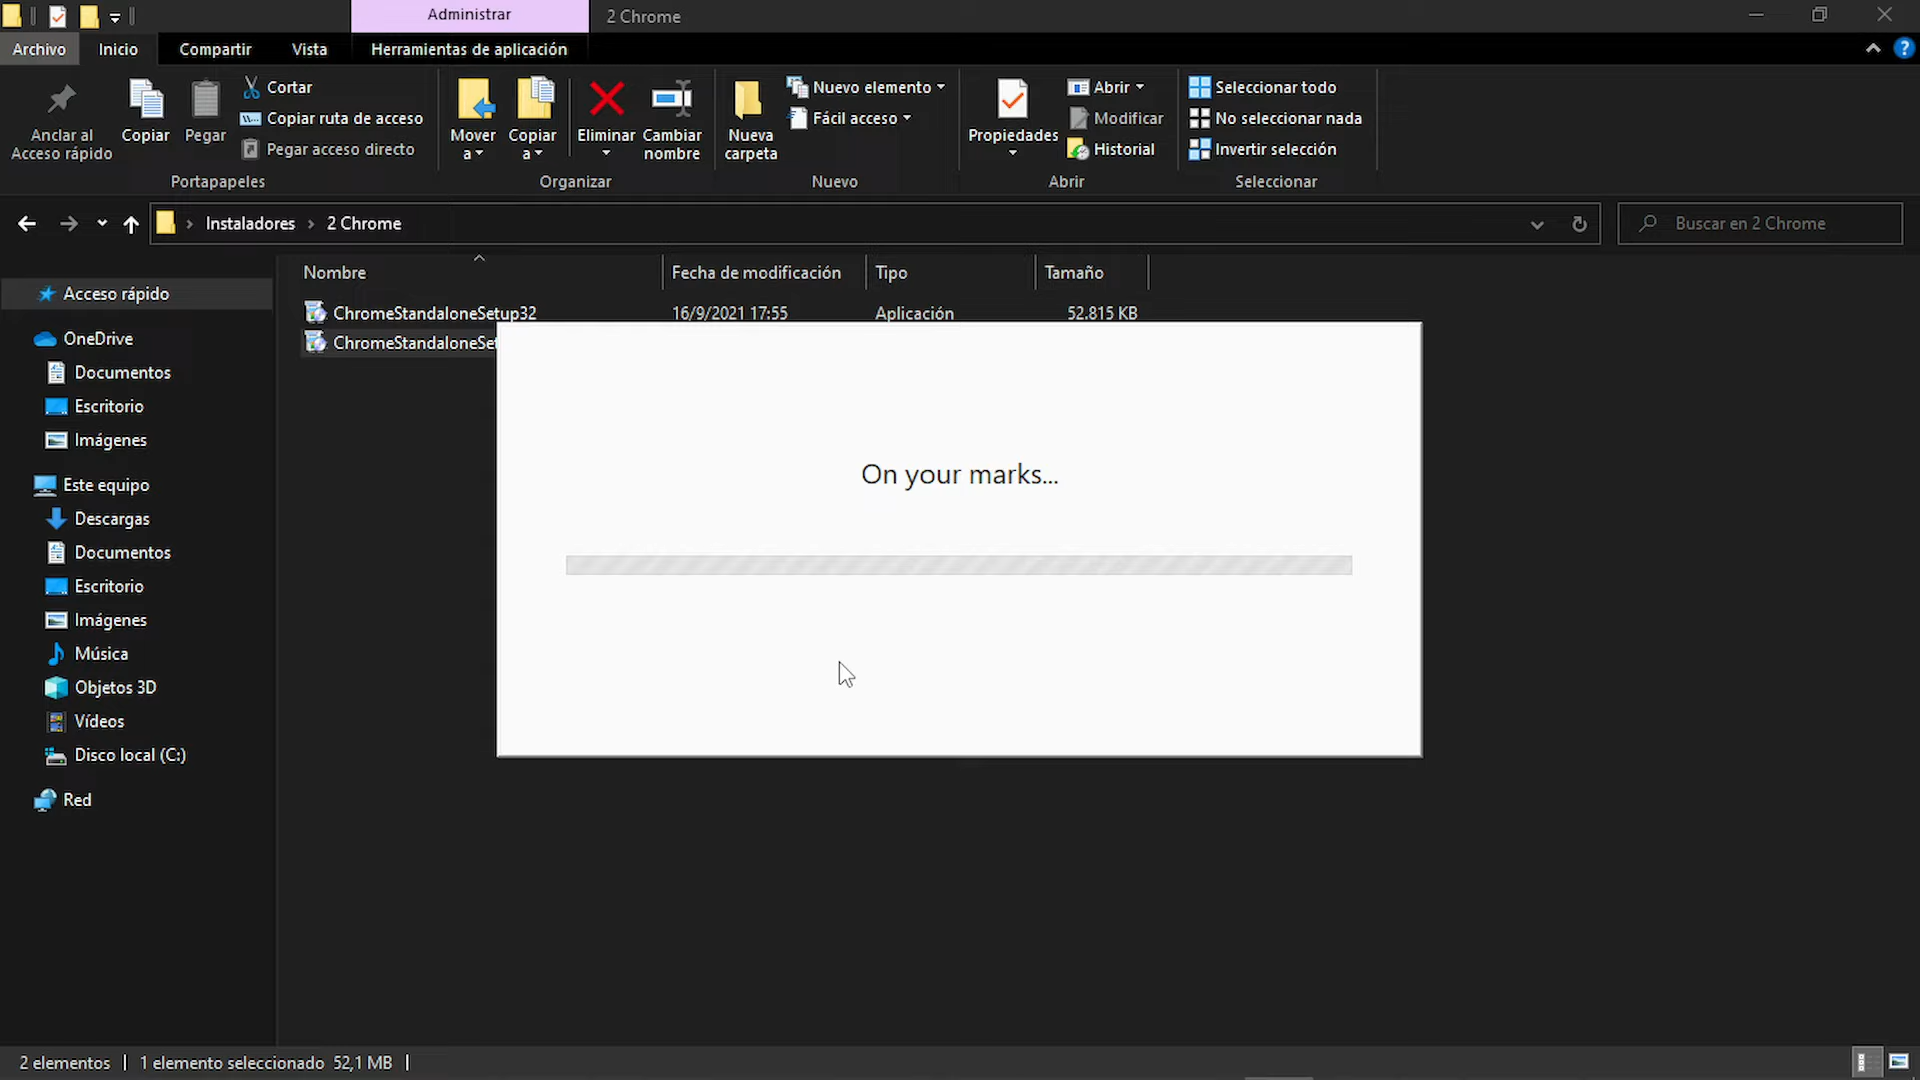 Administrar
2 Chrome
Archivo
Inicio
Compartir
Vista
Herramientas de aplicación
Anclar al
Acceso rápido
Copiar
Pegar
Cortar
Copiar ruta de acceso
Pegar acceso directo
Portapapeles
Mover
a
Copiar
a
Eliminar
Cambiar
nombre
Organizar
Nueva
carpeta
Nuevo elemento
Fácil acceso
Nuevo
Propiedades
Abrir
Modificar
Historial
Abrir
Seleccionar todo
No seleccionar nada
Invertir selección
Seleccionar
Instaladores
2 Chrome
Buscar en 2 Chrome
Acceso rápido
OneDrive
Documentos
Escritorio
Imágenes
Este equipo
Descargas
Documentos
Escritorio
Imágenes
Música
Objetos 3D
Vídeos
Disco local (C:)
Red
Nombre
Fecha de modificación
Tipo
Tamaño
ChromeStandaloneSetup32
16/9/2021 17:55
Aplicación
52.815 KB
ChromeStandaloneSet
On your marks...
2 elementos
1 elemento seleccionado 52,1 MB